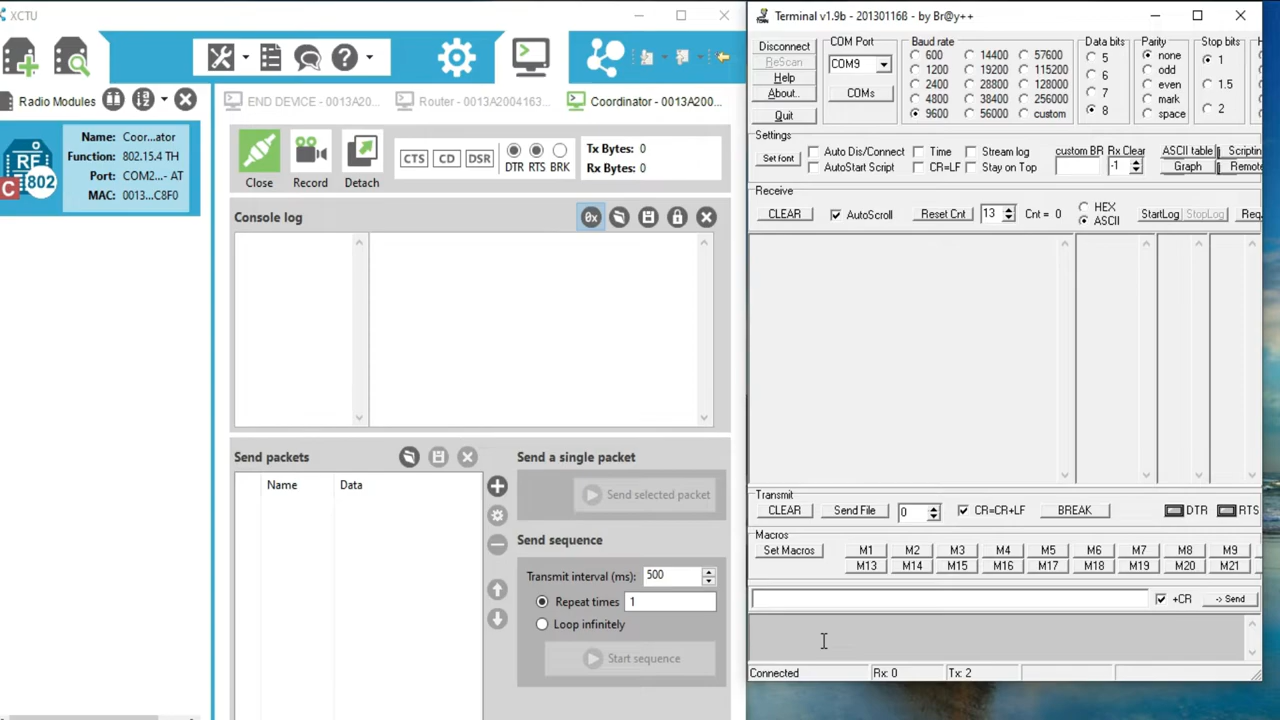 XCTU
Radio Modules
Name: Coor...ator
Function: 802.15.4 TH
Port: COM2...- AT
MAC: 0013...C8F0
RF
802
C
END DEVICE - 0013A20...
Router - 0013A2004163...
Coordinator - 0013A200...
Close
Record
Detach
CTS
CD
DSR
DTR RTS BRK
Tx Bytes: 0
Rx Bytes: 0
Console log
0x
Send packets
Name
Data
Send a single packet
Send selected packet
Send sequence
Transmit interval (ms): 500
Repeat times 1
Loop infinitely
Start sequence
Terminal v1.9b - 20130116ß - by Br@y++
Disconnect
ReScan
Help
About..
Quit
COM Port
COM9
COMs
Baud rate
600 14400 57600
1200 19200 115200
2400 28800 128000
4800 38400 256000
9600 56000 custom
Data bits
5
6
7
8
Parity
none
odd
even
mark
space
Stop bits
1
1.5
2
Settings
Set font
Auto Dis/Connect
Time
Stream log
AutoStart Script
CR=LF
Stay on Top
custom BR
Rx Clear
-1
ASCII table
Scripting
Graph
Remote
Receive
CLEAR
AutoScroll
Reset Cnt
13
Cnt = 0
HEX
ASCII
StartLog
StopLog
Req
Transmit
CLEAR
Send File
0
CR=CR+LF
BREAK
DTR
RTS
Macros
Set Macros
M1 M2 M3 M4 M5 M6 M7 M8 M9
M13 M14 M15 M16 M17 M18 M19 M20 M21
+CR
-> Send
Connected
Rx: 0
Tx: 2